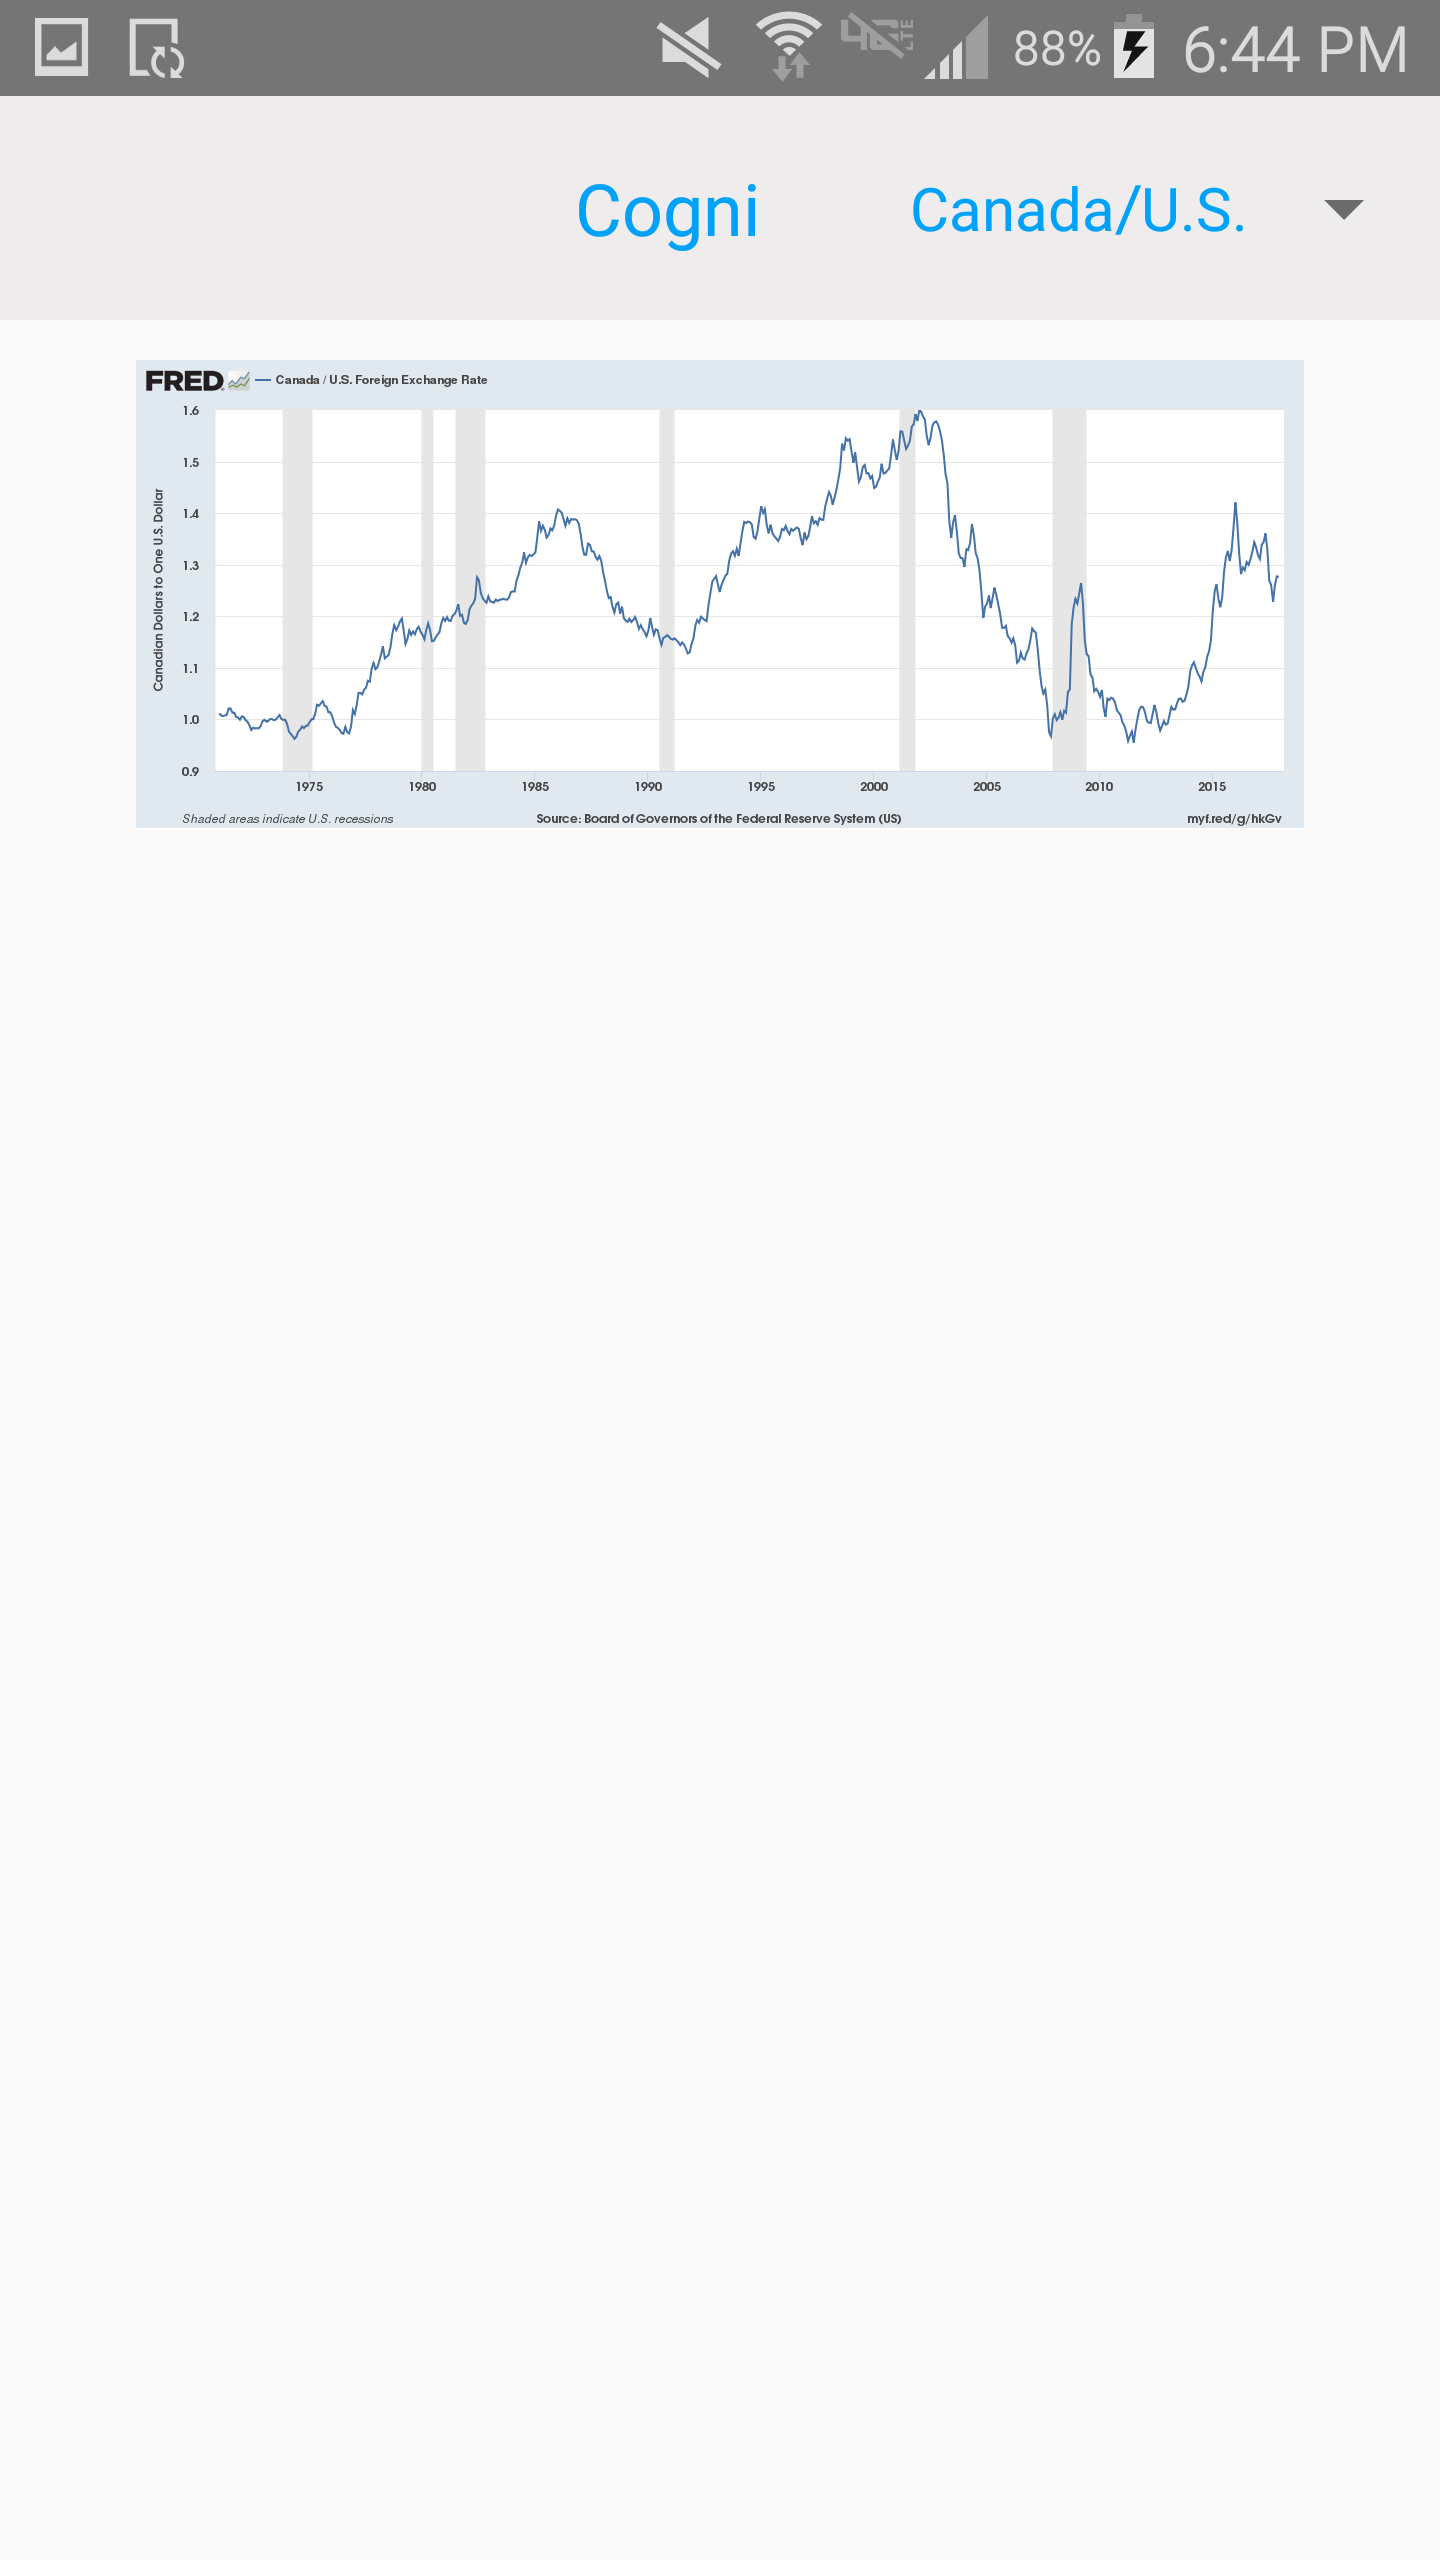 4G LTE 88% 6:44 PM
Cogni Canada/U.S.
FRED Canada / U.S. Foreign Exchange Rate
Canadian Dollars to One U.S. Dollar
1.6
1.5
1.4
1.3
1.2
1.1
1.0
0.9
1975 1980 1985 1990 1995 2000 2005 2010 2015
Shaded areas indicate U.S. recessions Source: Board of Governors of the Federal Reserve System (US) myf.red/g/hkGv